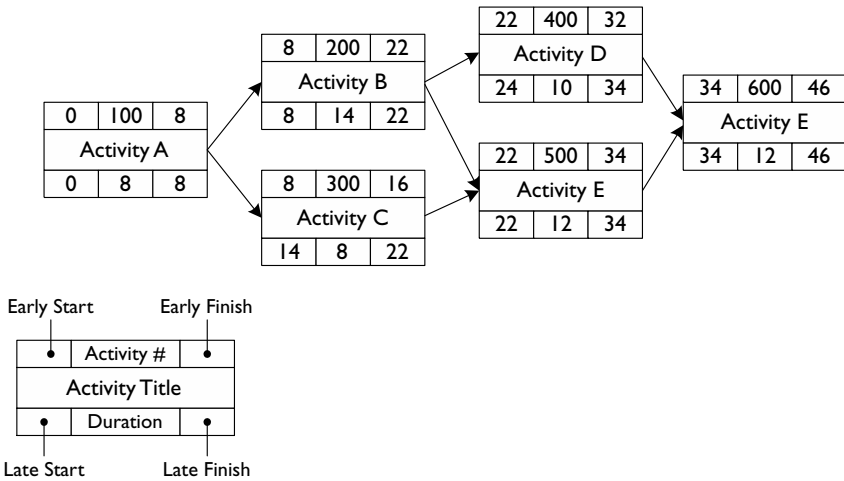 0 100 8
Activity A
0 8 8
8 200 22
Activity B
8 14 22
8 300 16
Activity C
14 8 22
22 400 32
Activity D
24 10 34
22 500 34
Activity E
22 12 34
34 600 46
Activity E
34 12 46
Early Start Early Finish
Activity #
Activity Title
Duration
Late Start Late Finish